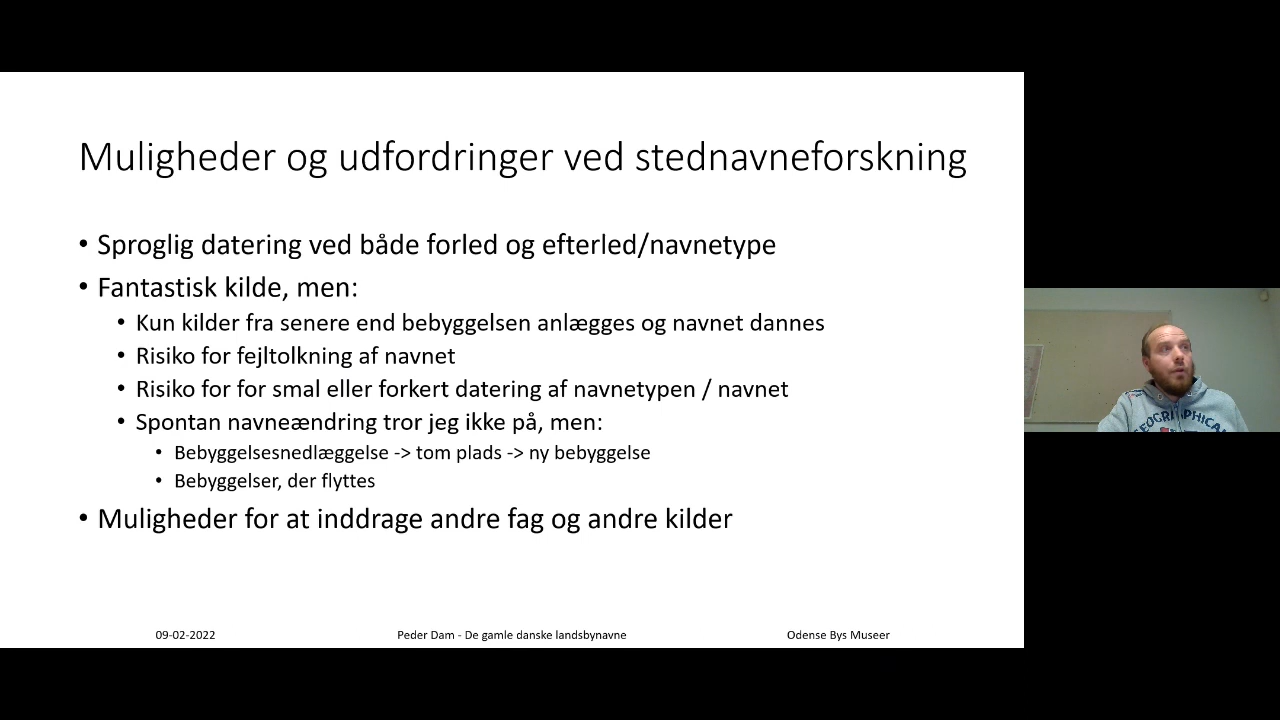 Muligheder og udfordringer ved stednavneforskning
• Sproglig datering ved både forled og efterled/navnetype
• Fantastisk kilde, men:
• Kun kilder fra senere end bebyggelsen anlægges og navnet dannes
• Risiko for fejltolkning af navnet
• Risiko for for smal eller forkert datering af navnetypen / navnet
• Spontan navneændring tror jeg ikke på, men:
• Bebyggelsesnedlæggelse -> tom plads -> ny bebyggelse
• Bebyggelser, der flyttes
• Muligheder for at inddrage andre fag og andre kilder
09-02-2022
Peder Dam - De gamle danske landsbynavne
Odense Bys Museer